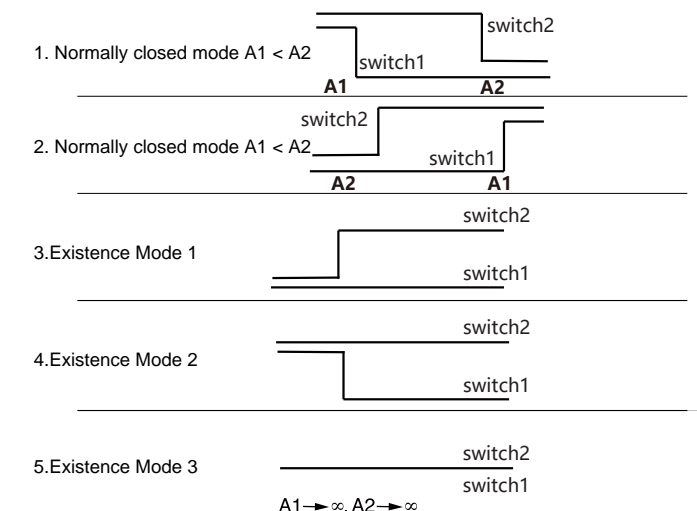 switch2
1. Normally closed mode A1 < A2
switch1
A1 A2
switch2
2. Normally closed mode A1 < A2
switch1
A2 A1
switch2
3.Existence Mode 1
switch1
switch2
4.Existence Mode 2
switch1
switch2
5.Existence Mode 3
switch1
A1→∞, A2→∞